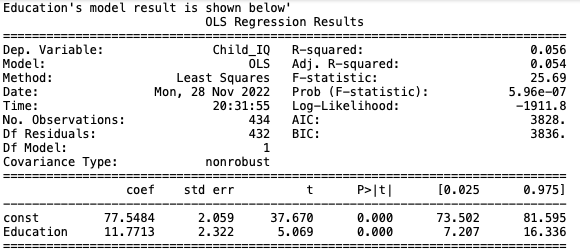 Education's model result is shown below'
OLS Regression Results
==============================================================================
Dep. Variable:               Child_IQ   R-squared:                       0.056
Model:                            OLS   Adj. R-squared:                  0.054
Method:                 Least Squares   F-statistic:                     25.69
Date:                Mon, 28 Nov 2022   Prob (F-statistic):           5.96e-07
Time:                        20:31:55   Log-Likelihood:                -1911.8
No. Observations:                 434   AIC:                             3828.
Df Residuals:                     432   BIC:                             3836.
Df Model:                           1
Covariance Type:            nonrobust
==============================================================================
                 coef    std err          t      P>|t|      [0.025      0.975]
------------------------------------------------------------------------------
const         77.5484      2.059     37.670      0.000      73.502      81.595
Education     11.7713      2.322      5.069      0.000       7.207      16.336
==============================================================================